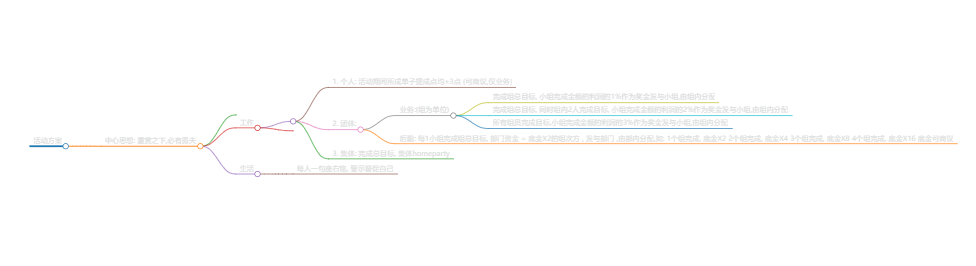 活动方案
中心思想: 重赏之下,必有勇夫
工作
1. 个人: 活动期间所成单子提成点均+3点 (可商议,仅业务)
2. 团体:
业务:(组为单位)
完成组总目标, 小组完成金额的利润的1%作为奖金发与小组,由组内分配
完成组总目标, 同时组内2人完成目标, 小组完成金额的利润的2%作为奖金发与小组,由组内分配
所有组员完成目标,小组完成金额的利润的3%作为奖金发与小组,由组内分配
部门: 每1小组完成组总目标, 部门奖金 = 底金X2的组次方 , 发与部门 ,由组内分配,如: 1个组完成, 底金X2 2个组完成, 底金X4 3个组完成, 底金X8 4个组完成, 底金X16 底金可商议
3. 整体: 完成总目标, 整体homeparty
生活
每人一句座右铭, 警示督促自己